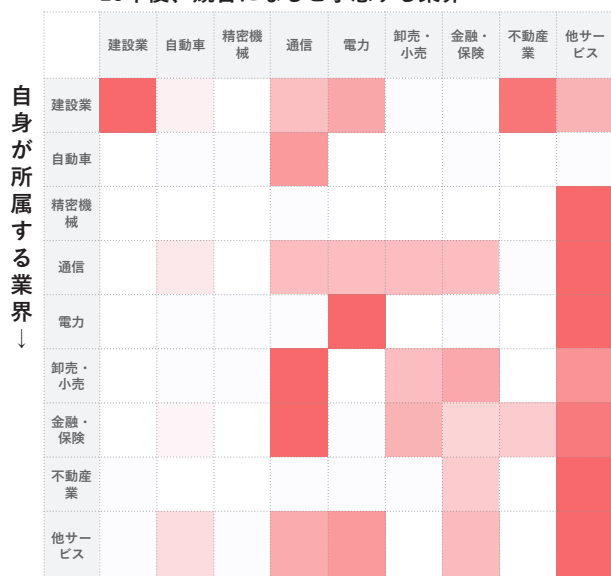 建設業
自動車
精密機
械
通信
電力
卸売・
小売
金融・
保険
不動産
業
他サー
ビス
自身が所属する業界→
建設業
自動車
精密機
械
通信
電力
卸売・
小売
金融・
保険
不動産
業
他サー
ビス